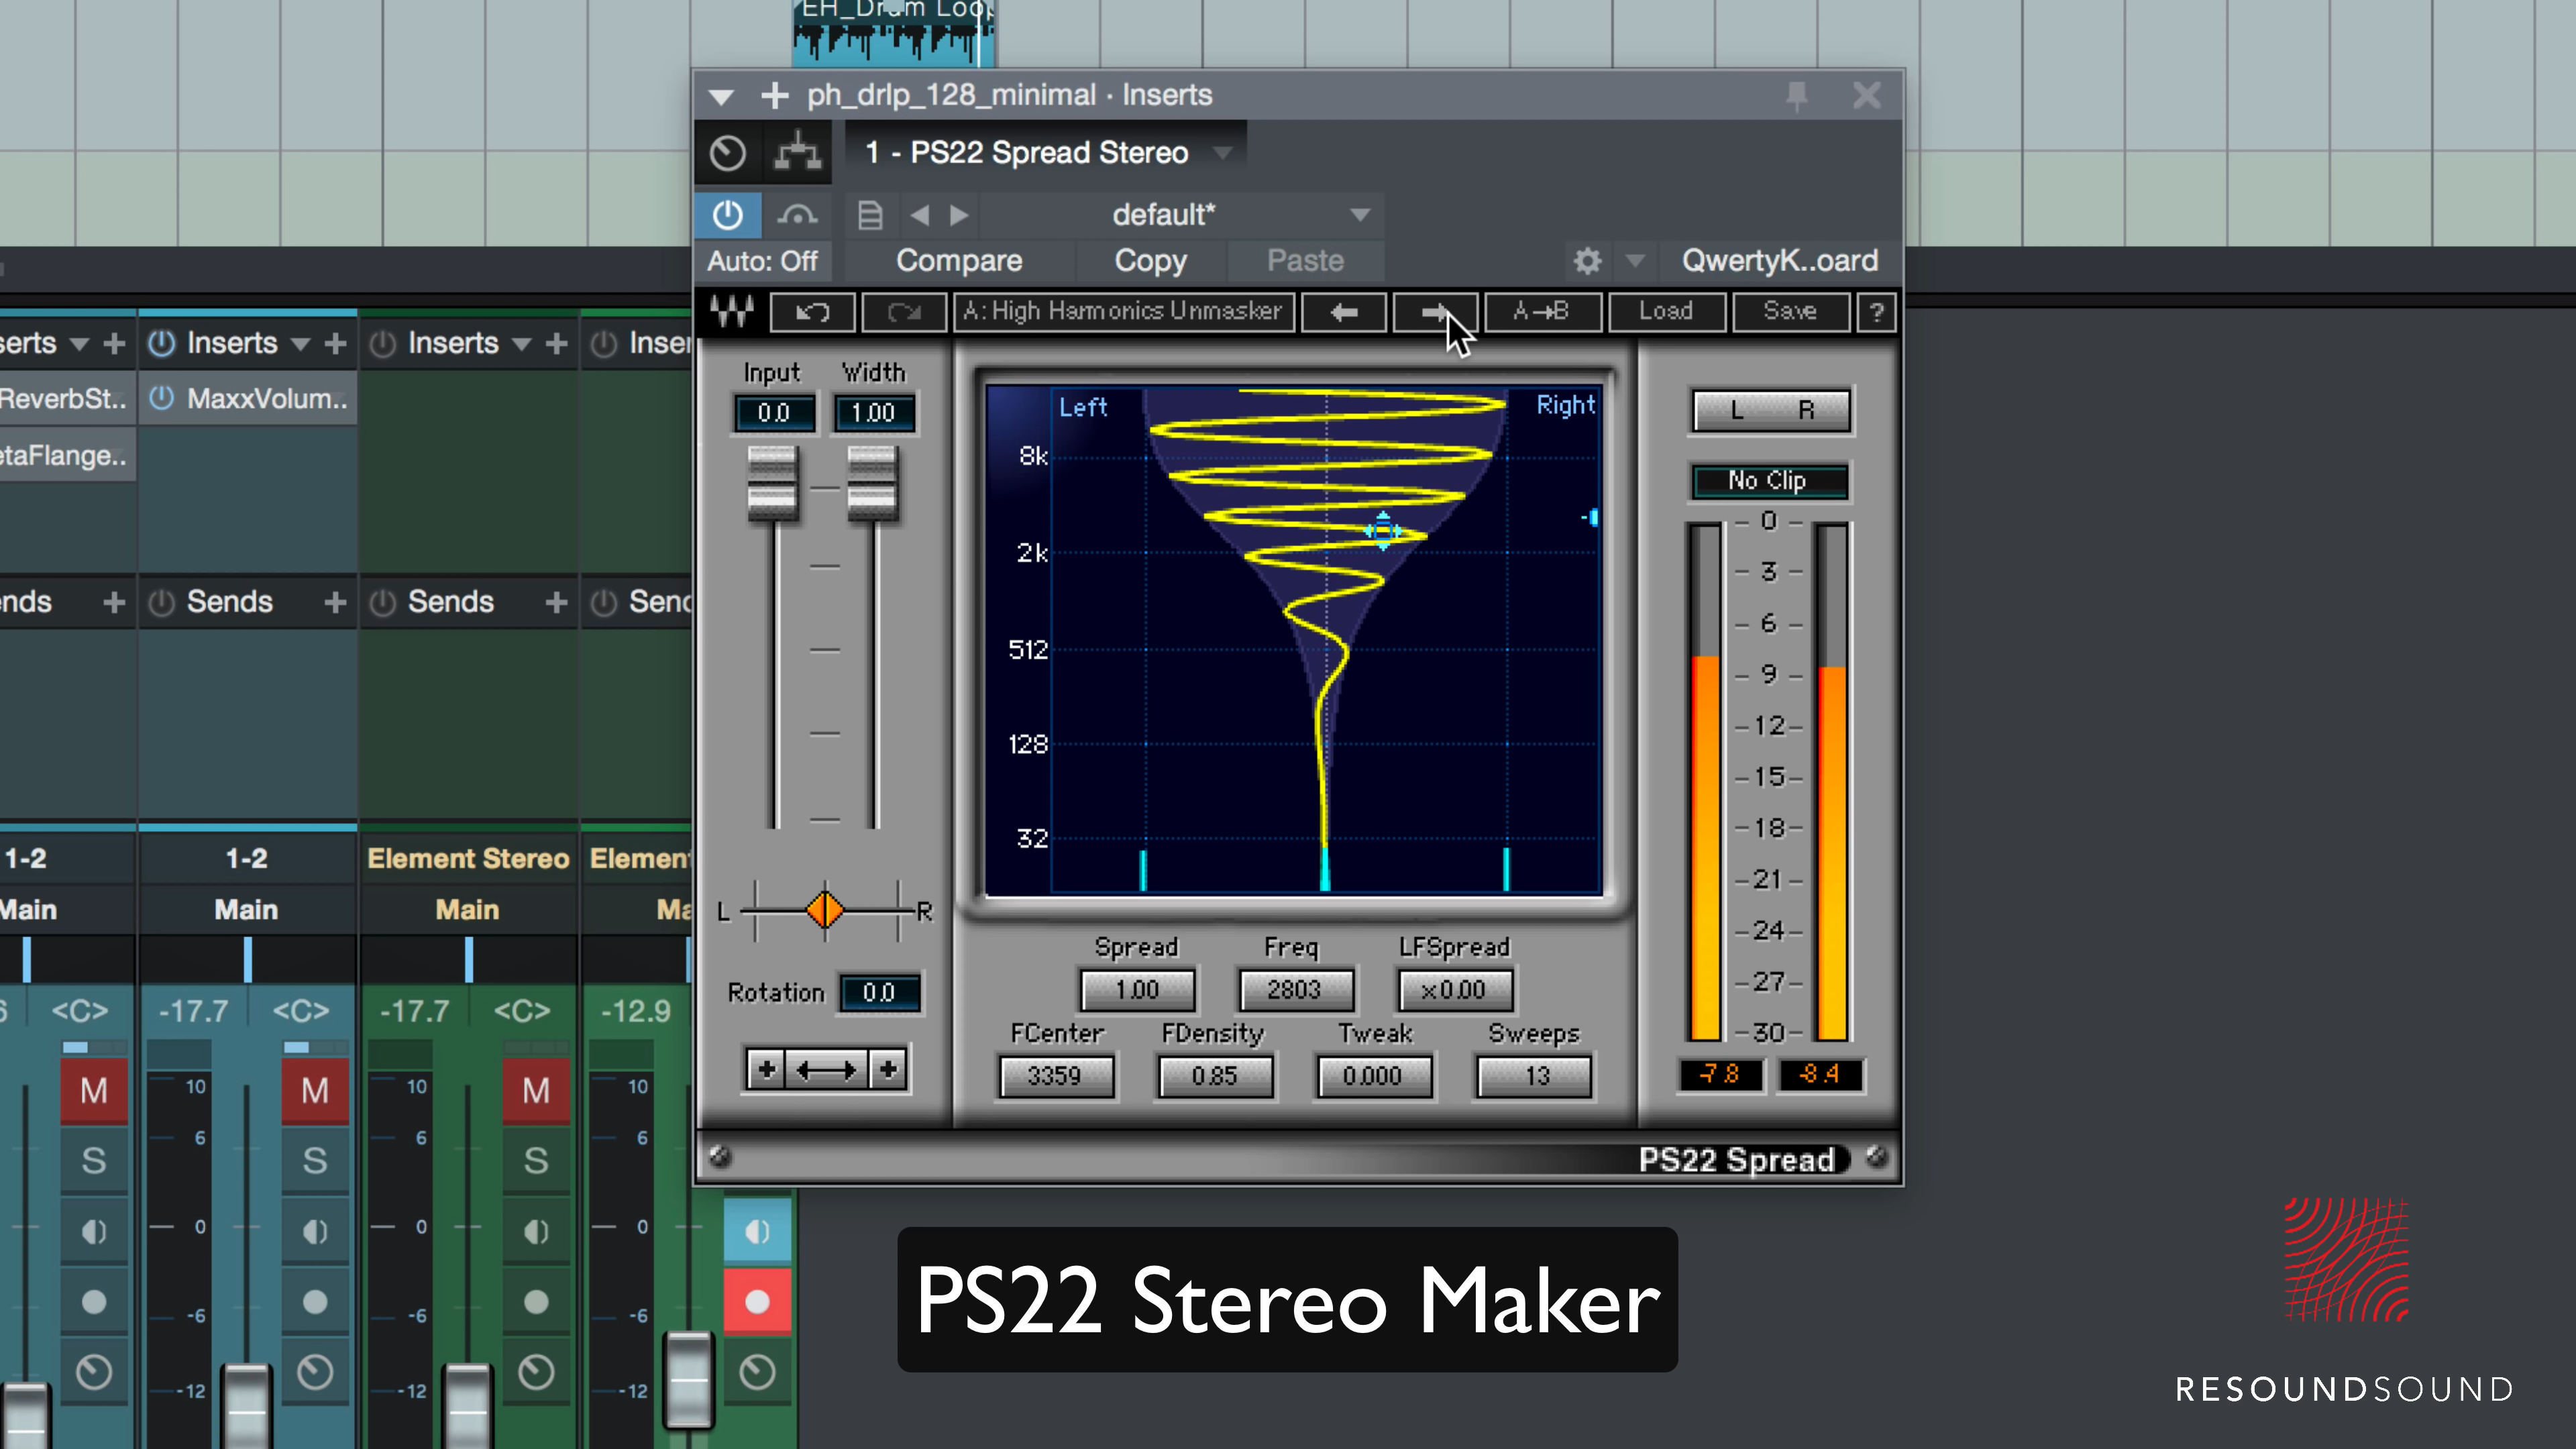 EH_Drum Loop
ph_drlp_128_minimal · Inserts
1 - PS22 Spread Stereo
default*
Auto: Off
Compare
Copy
Paste
QwertyK..oard
A: High Harmonics Unmasker
A→B
Load
Save
?
serts
Inserts
Inserts
Inser
ReverbSt..
MaxxVolum..
etaFlange..
Input
Width
0.0
1.00
Left
Right
8k
2k
512
128
32
L R
No Clip
0
3
6
9
12
15
18
21
24
27
30
-7.8
-8.4
nds
Sends
Sends
Send
1-2
1-2
Element Stereo
Element
Main
Main
Main
Ma
L
R
Rotation
0.0
Spread
Freq
LFSpread
1.00
2803
x0.00
FCenter
FDensity
Tweak
Sweeps
3359
0.85
0.000
13
PS22 Spread
6
<C>
-17.7
<C>
-17.7
<C>
-12.9
M
10
M
10
M
10
S
6
S
6
S
6
0
0
0
-6
-6
-6
-12
-12
-12
PS22 Stereo Maker
RESOUNDSOUND